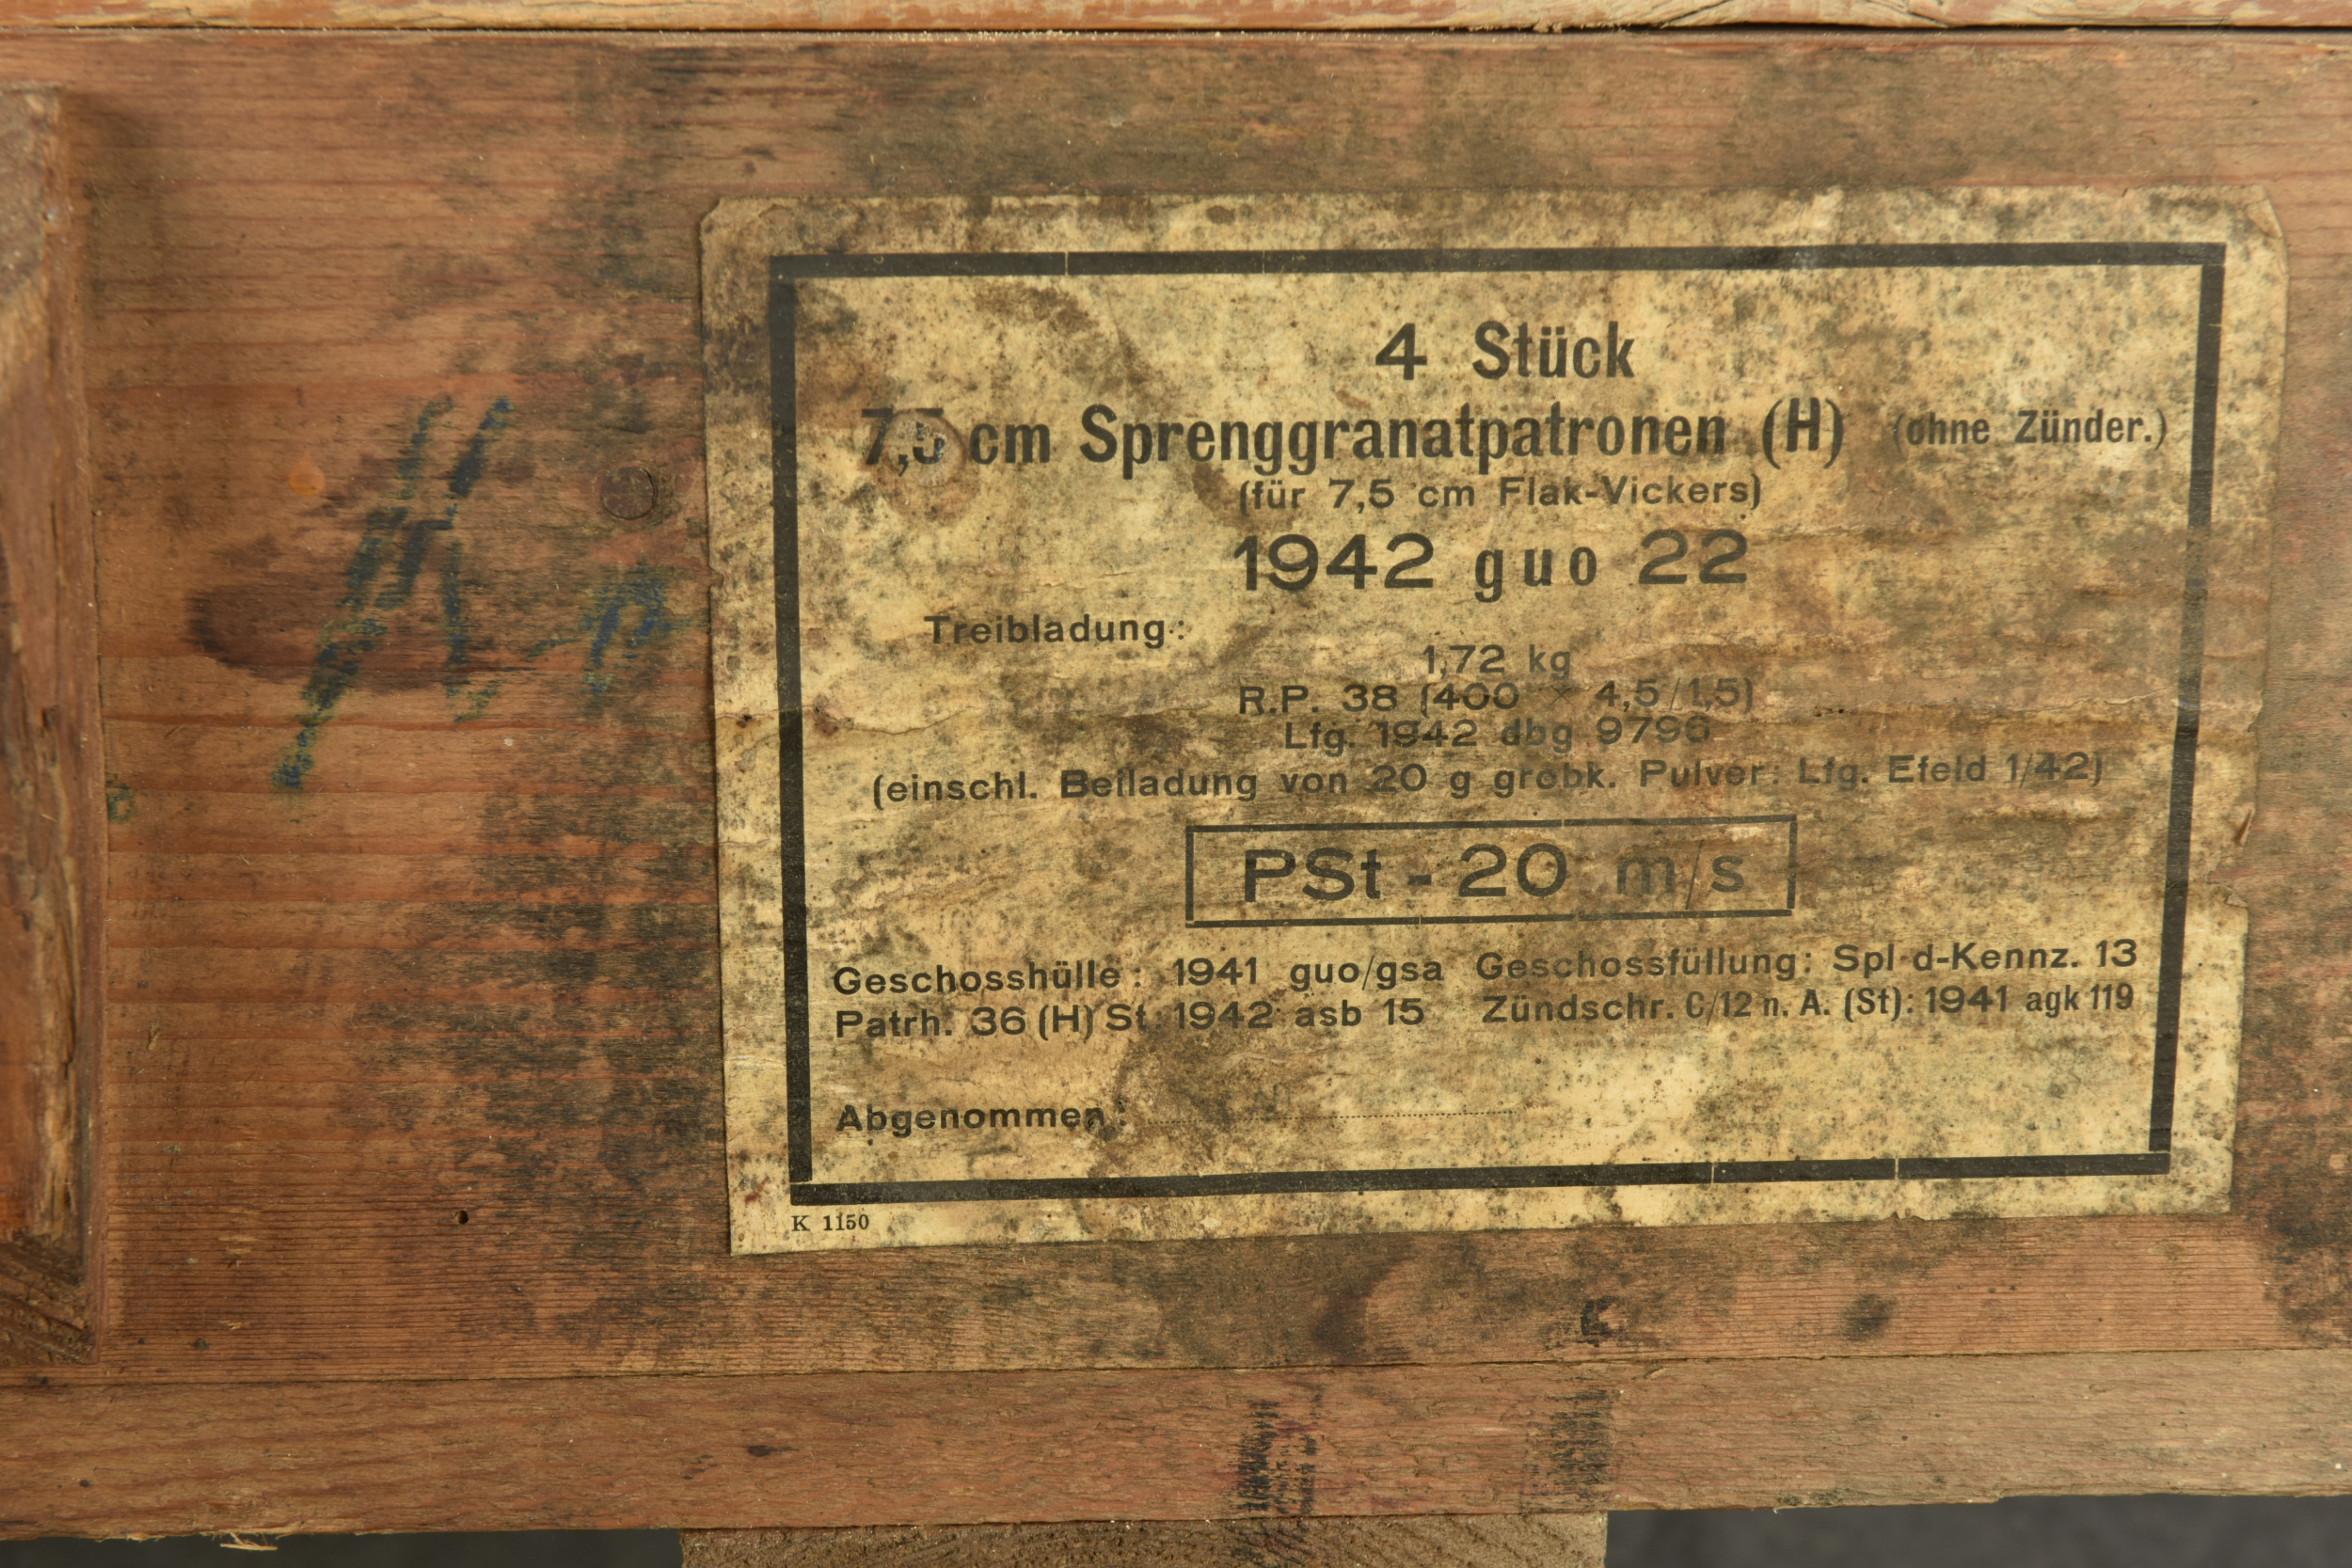 4 Stück
7,5 cm Sprenggranatpatronen (H) (ohne Zünder.)
(für 7,5 cm Flak-Vickers)
1942 guo 22
Treibladung:
1,72 kg
R.P. 38 (400 × 4,5/1,5)
Lfg. 1942 dbg 9796
(einschl. Beiladung von 20 g grobk. Pulver: Lfg. Efeld 1/42)
PSt - 20 m/s
Geschosshülle: 1941 guo/gsa Geschossfüllung: Spl d-Kennz. 13
Patrh. 36 (H) St: 1942 asb 15 Zündschr. C/12 n. A. (St): 1941 agk 119
Abgenommen:
K 1150